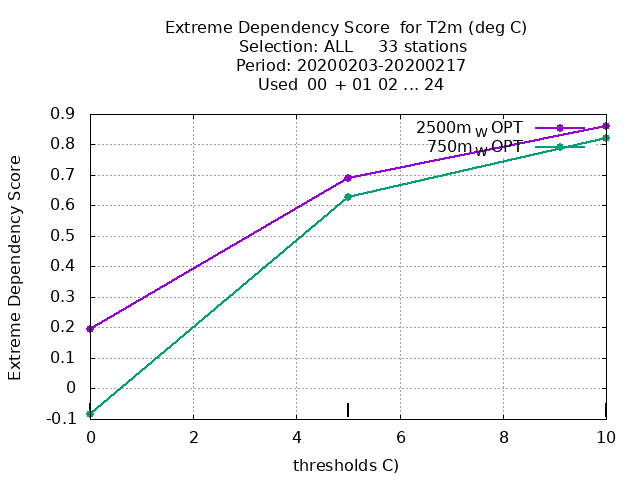 Extreme Dependency Score  for T2m (deg C)
Selection: ALL     33 stations
Period: 20200203-20200217
Used  00 + 01 02 ... 24
Extreme Dependency Score
0.9
0.8
0.7
0.6
0.5
0.4
0.3
0.2
0.1
0
-0.1
2500m W OPT
750m W OPT
0 2 4 6 8 10
thresholds C)